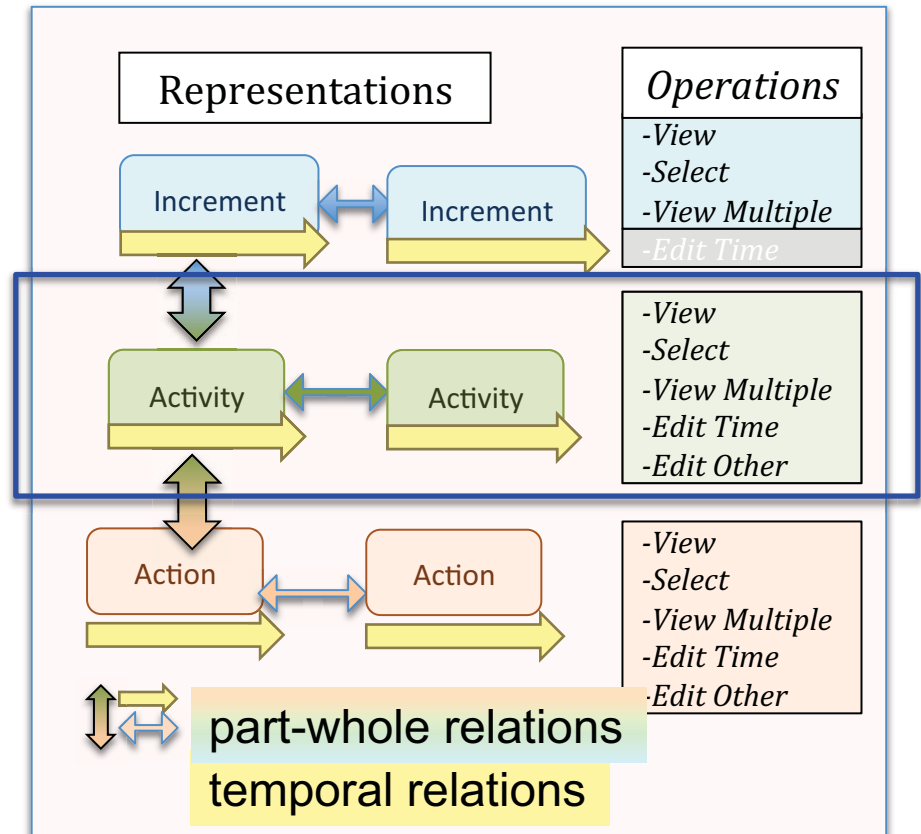 Representations
Operations
-View
-Select
-View Multiple
-Edit Time
Increment
Increment
Activity
Activity
-View
-Select
-View Multiple
-Edit Time
-Edit Other
Action
Action
-View
-Select
-View Multiple
-Edit Time
-Edit Other
part-whole relations
temporal relations